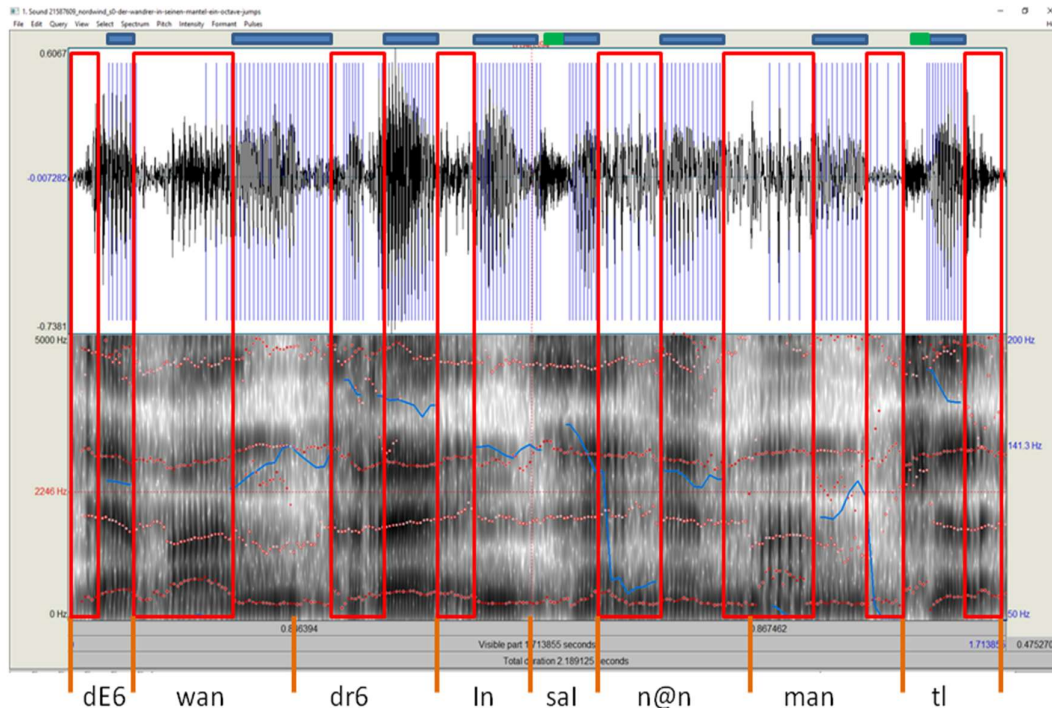 1. Sound 21587609_nordwind_s0-der-wandrer-in-seinen-mantel-ein-octave-jumps
File Edit Query View Select Spectrum Pitch Intensity Formant Pulses
0.6067
-0.007282
-0.7381
5000 Hz
200 Hz
141.3 Hz
2246 Hz
0 Hz
50 Hz
0.867462
Visible part 1.713855 seconds
0.475270
Total duration 2.189125 seconds
dE6 wan dr6 In saI n@n man tl